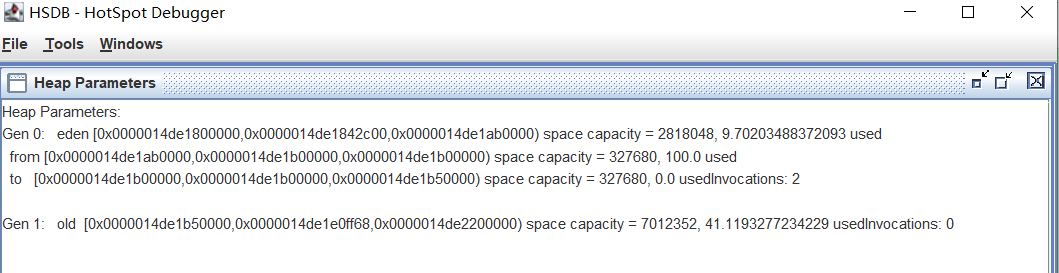 HSDB - HotSpot Debugger
File Tools Windows
Heap Parameters
Heap Parameters:
Gen 0: eden [0x0000014de1800000,0x0000014de1842c00,0x0000014de1ab0000) space capacity = 2818048, 9.70203488372093 used
from [0x0000014de1ab0000,0x0000014de1b00000,0x0000014de1b00000) space capacity = 327680, 100.0 used
to [0x0000014de1b00000,0x0000014de1b00000,0x0000014de1b50000) space capacity = 327680, 0.0 usedInvocations: 2
Gen 1: old [0x0000014de1b50000,0x0000014de1e0ff68,0x0000014de2200000) space capacity = 7012352, 41.1193277234229 usedInvocations: 0